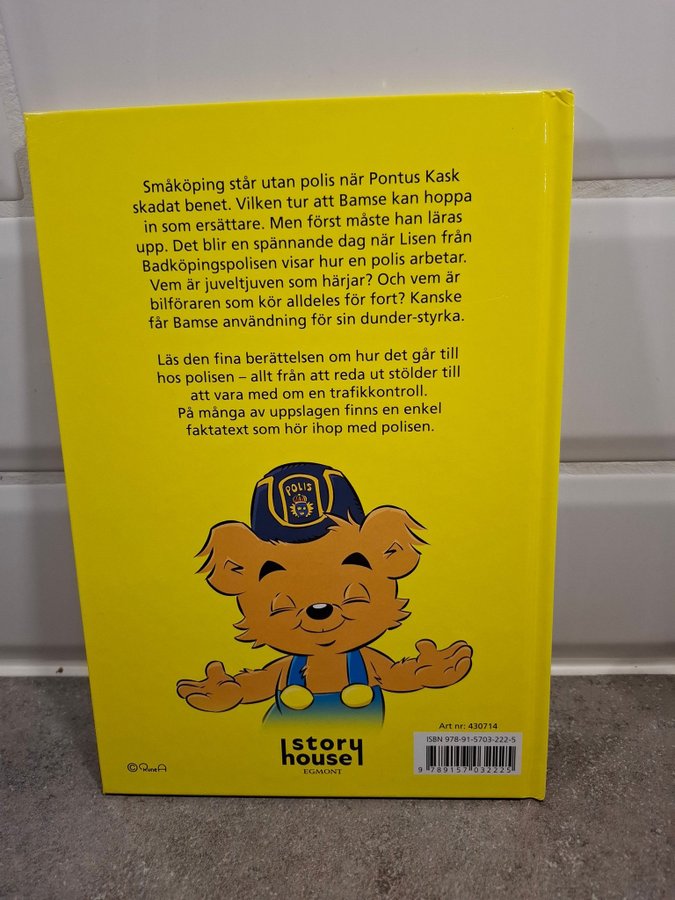 Småköping står utan polis när Pontus Kask
skadat benet. Vilken tur att Bamse kan hoppa
in som ersättare. Men först måste han läras
upp. Det blir en spännande dag när Lisen från
Badköpingspolisen visar hur en polis arbetar.
Vem är juveltjuven som härjar? Och vem är
bilföraren som kör alldeles för fort? Kanske
får Bamse användning för sin dunder-styrka.
Läs den fina berättelsen om hur det går till
hos polisen – allt från att reda ut stölder till
att vara med om en trafikkontroll.
På många av uppslagen finns en enkel
faktatext som hör ihop med polisen.
POLIS
Art nr: 430714
ISBN 978-91-5703-222-5
9 789157 032225
story
house
EGMONT
© Rune A